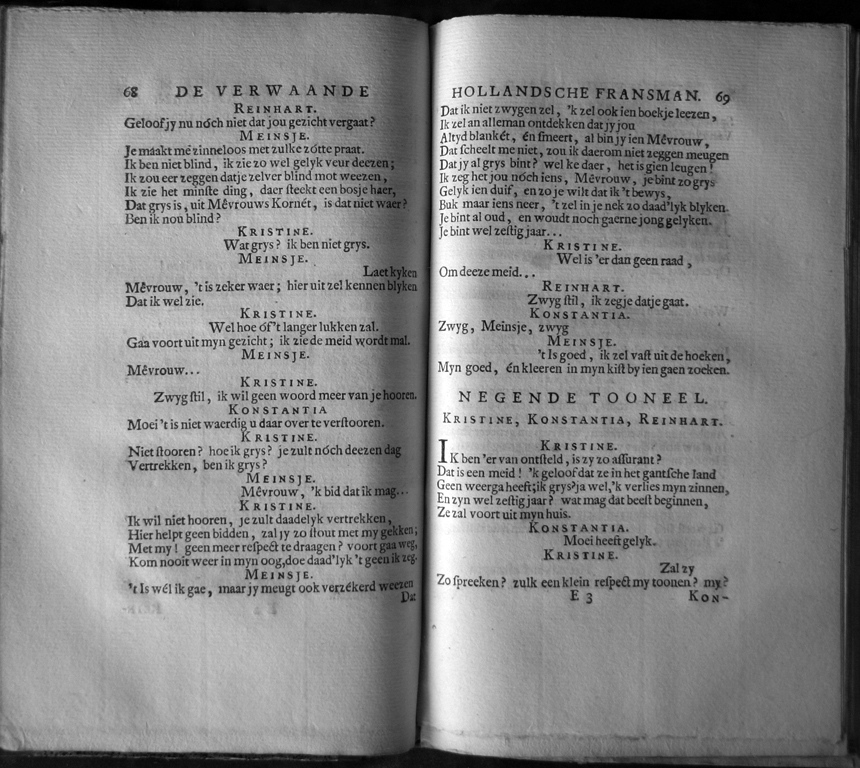 68 DE VERWAANDE
REINHART.
Geloof jy nu nóch niet dat jou gezicht vergaat?
MEINSJE.
Je maakt me zinneloos met zulke zótte praat.
Ik ben niet blind, ik zie zo wel gelyk veur deezen;
Ik zou eer zeggen dat je zelver blind mot weezen,
Ik zie het minſte ding, daer ſteekt een bosje haer,
Dat grys is, uit Mêvrouws Kornét, is dat niet waer?
Ben ik nou blind?
KRISTINE.
Wat grys? ik ben niet grys.
MEINSJE.
Laet kyken
Mêvrouw, 't is zeker waer; hier uit zel kennen blyken
Dat ik wel zie.
KRISTINE.
Wel hoe óf't langer lukken zal.
Gaa voort uit myn gezicht; ik zie de meid wordt mal.
MEINSJE.
Mêvrouw...
KRISTINE.
Zwyg ſtil, ik wil geen woord meer van je hooren.
KONSTANTIA
Moei 't is niet waerdig u daar over te verſtooren.
KRISTINE.
Niet ſtooren? hoe ik grys? je zult nóch deezen dag
Vertrekken, ben ik grys?
MEINSJE.
Mêvrouw, 'k bid dat ik mag...
KRISTINE.
Ik wil niet hooren, je zult daadelyk vertrekken,
Hier helpt geen bidden, zal jy zo ſtout met my gekken;
Met my! geen meer reſpect te draagen? voort gaa weg,
Kom nooit weer in myn oog, doe daad'lyk 't geen ik zeg.
MEINSJE.
't Is wél ik gae, maar jy meugt ook verzékerd weezen
Dat
HOLLANDSCHE FRANSMAN. 69
Dat ik niet zwygen zel, 'k zel ook ien boekje leezen,
Ik zel an alleman ontdekken dat jy jou
Altyd blankét, én ſmeert, al bin jy ien Mêvrouw,
Dat ſcheelt me niet, zou ik daerom niet zeggen meugen
Dat jy al grys bint? wel ke daer, het is gien leugen!
Ik zeg het jou nóch iens, Mêvrouw, je bint zo grys
Gelyk ien duif, en zo je wilt dat ik 't bewys,
Buk maar iens neer, 't zel in je nek zo daad'lyk blyken.
Je bint al oud, en woudt noch gaerne jong gelyken.
Je bint wel zeſtig jaar...
KRISTINE.
Wel is 'er dan geen raad,
Om deeze meid...
REINHART.
Zwyg ſtil, ik zeg je dat je gaat.
KONSTANTIA.
Zwyg, Meinsje, zwyg
MEINSJE.
't Is goed, ik zel vaſt uit de hoeken,
Myn goed, én kleeren in myn kiſt by ien gaen zoeken.
NEGENDE TOONEEL.
KRISTINE, KONSTANTIA, REINHART.
KRISTINE.
IK ben 'er van ontſteld, is zy zo aſſurant?
Dat is een meid! 'k geloof dat ze in het gantſche land
Geen weerga heeft; ik grys? ja wel, 'k verlies myn zinnen,
En zyn wel zeſtig jaar? wat mag dat beeſt beginnen,
Ze zal voort uit myn huis.
KONSTANTIA.
Moei heeft gelyk.
KRISTINE.
Zal zy
Zo ſpreeken? zulk een klein reſpect my toonen? my?
E 3 KON-